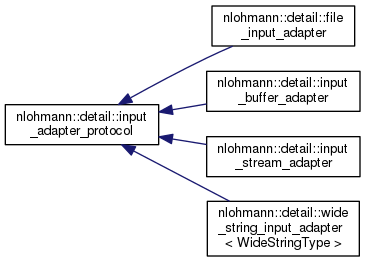 nlohmann::detail::file
_input_adapter
nlohmann::detail::input
_buffer_adapter
nlohmann::detail::input
_adapter_protocol
nlohmann::detail::input
_stream_adapter
nlohmann::detail::wide
_string_input_adapter
< WideStringType >